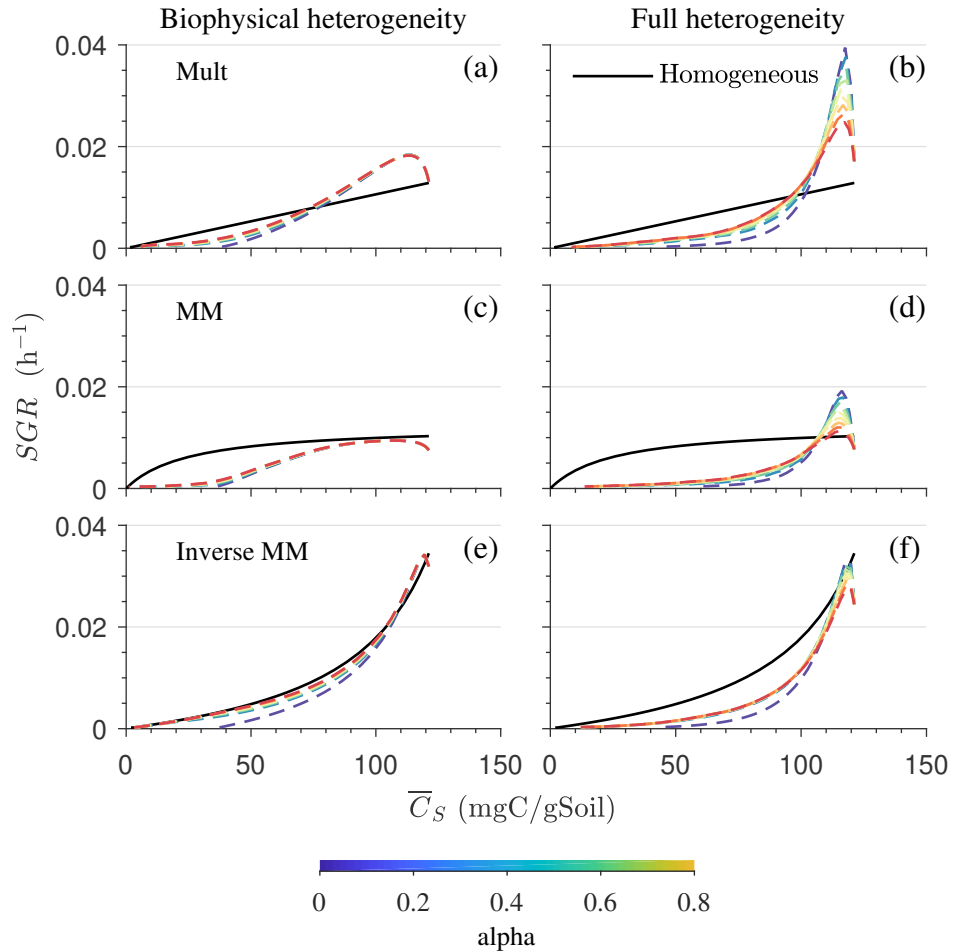 Biophysical heterogeneity Full heterogeneity
0.04 Mult (a) Homogeneous (b)
0.02
0
0.04 MM (c) (d)
0.02
0
0.04 Inverse MM (e) (f)
0.02
0
SGR (h⁻¹)
0 50 100 150 0 50 100 150
C̅_S (mgC/gSoil)
0 0.2 0.4 0.6 0.8
alpha